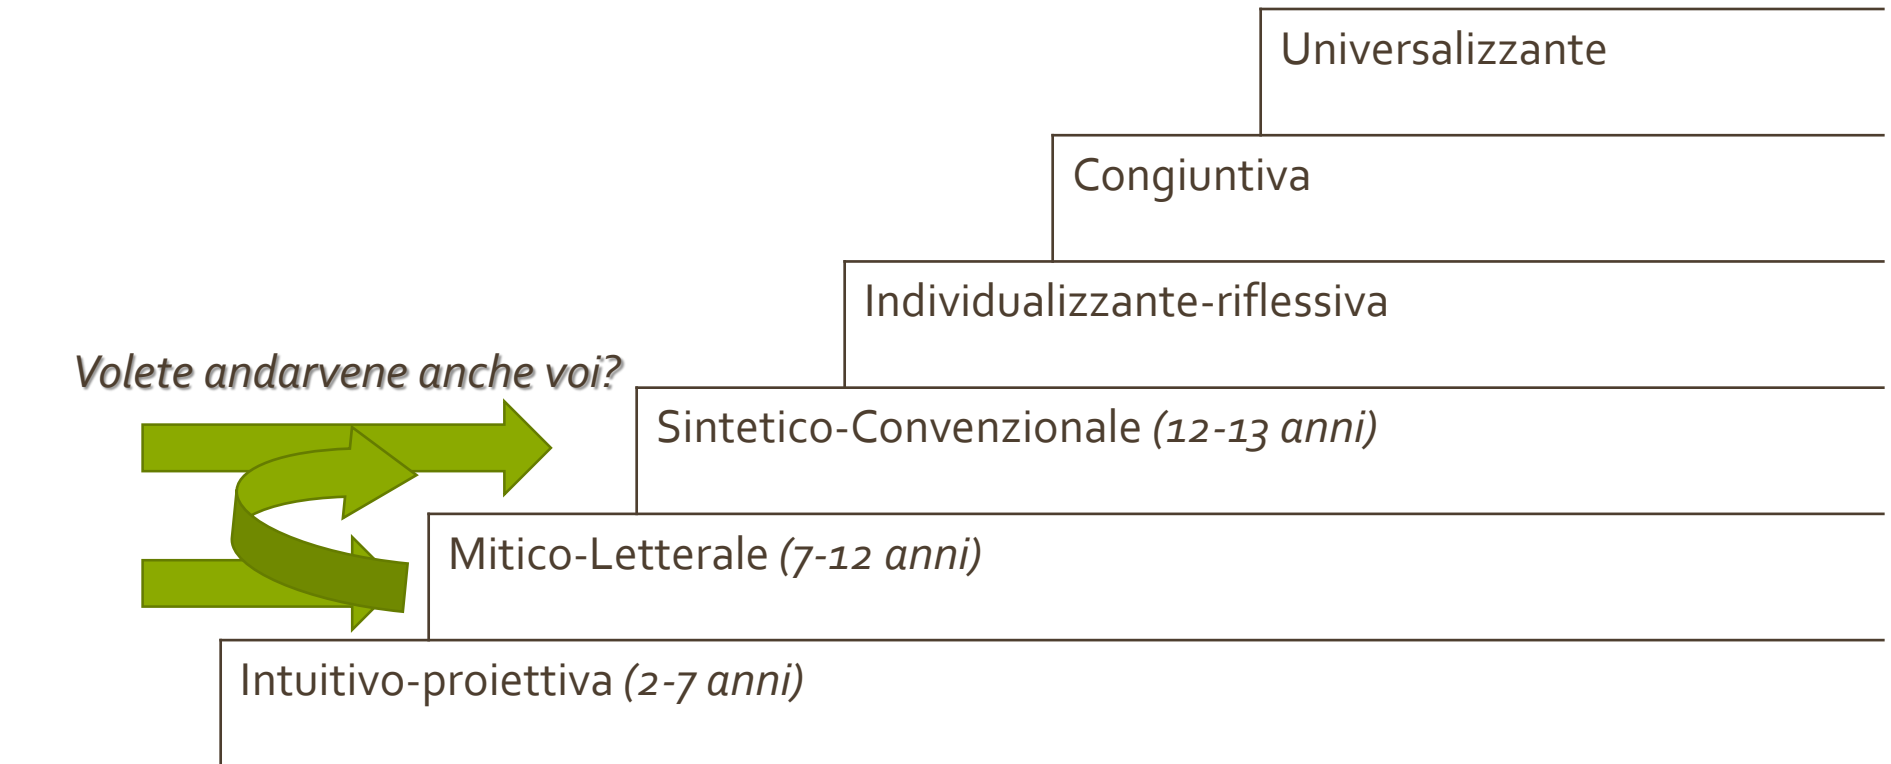 Universalizzante
Congiuntiva
Individualizzante-riflessiva
Volete andarvene anche voi?
Sintetico-Convenzionale (12-13 anni)
Mitico-Letterale (7-12 anni)
Intuitivo-proiettiva (2-7 anni)